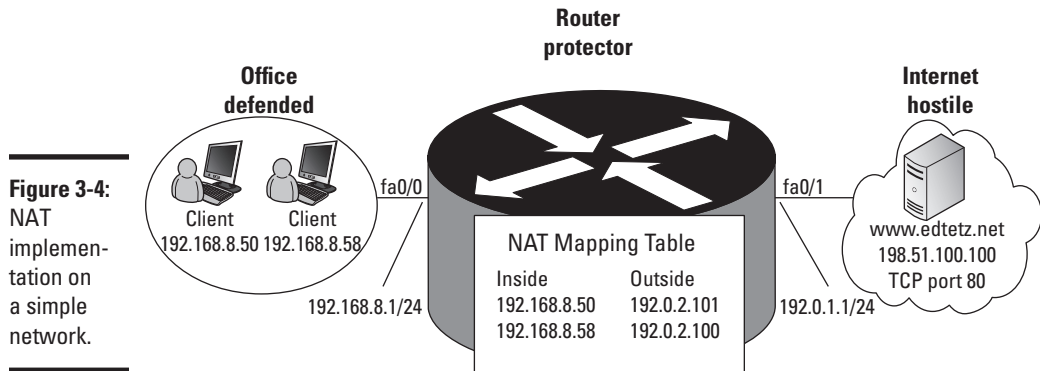 Figure 3-4:
NAT
implemen-
tation on
a simple
network.
Office
defended
Client
192.168.8.50
Client
192.168.8.58
fa0/0
192.168.8.1/24
Router
protector
NAT Mapping Table
Inside Outside
192.168.8.50 192.0.2.101
192.168.8.58 192.0.2.100
fa0/1
192.0.1.1/24
Internet
hostile
www.edtetz.net
198.51.100.100
TCP port 80